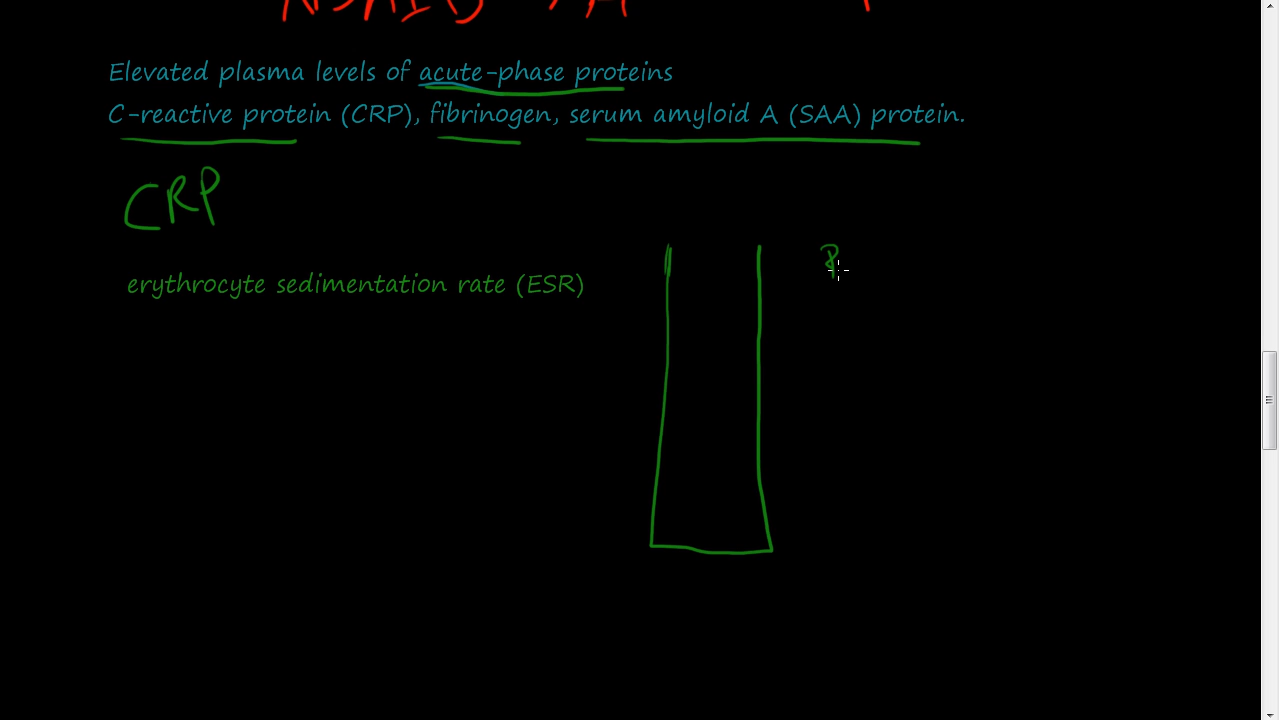 Elevated plasma levels of acute-phase proteins
C-reactive protein (CRP), fibrinogen, serum amyloid A (SAA) protein.
CRP
erythrocyte sedimentation rate (ESR)